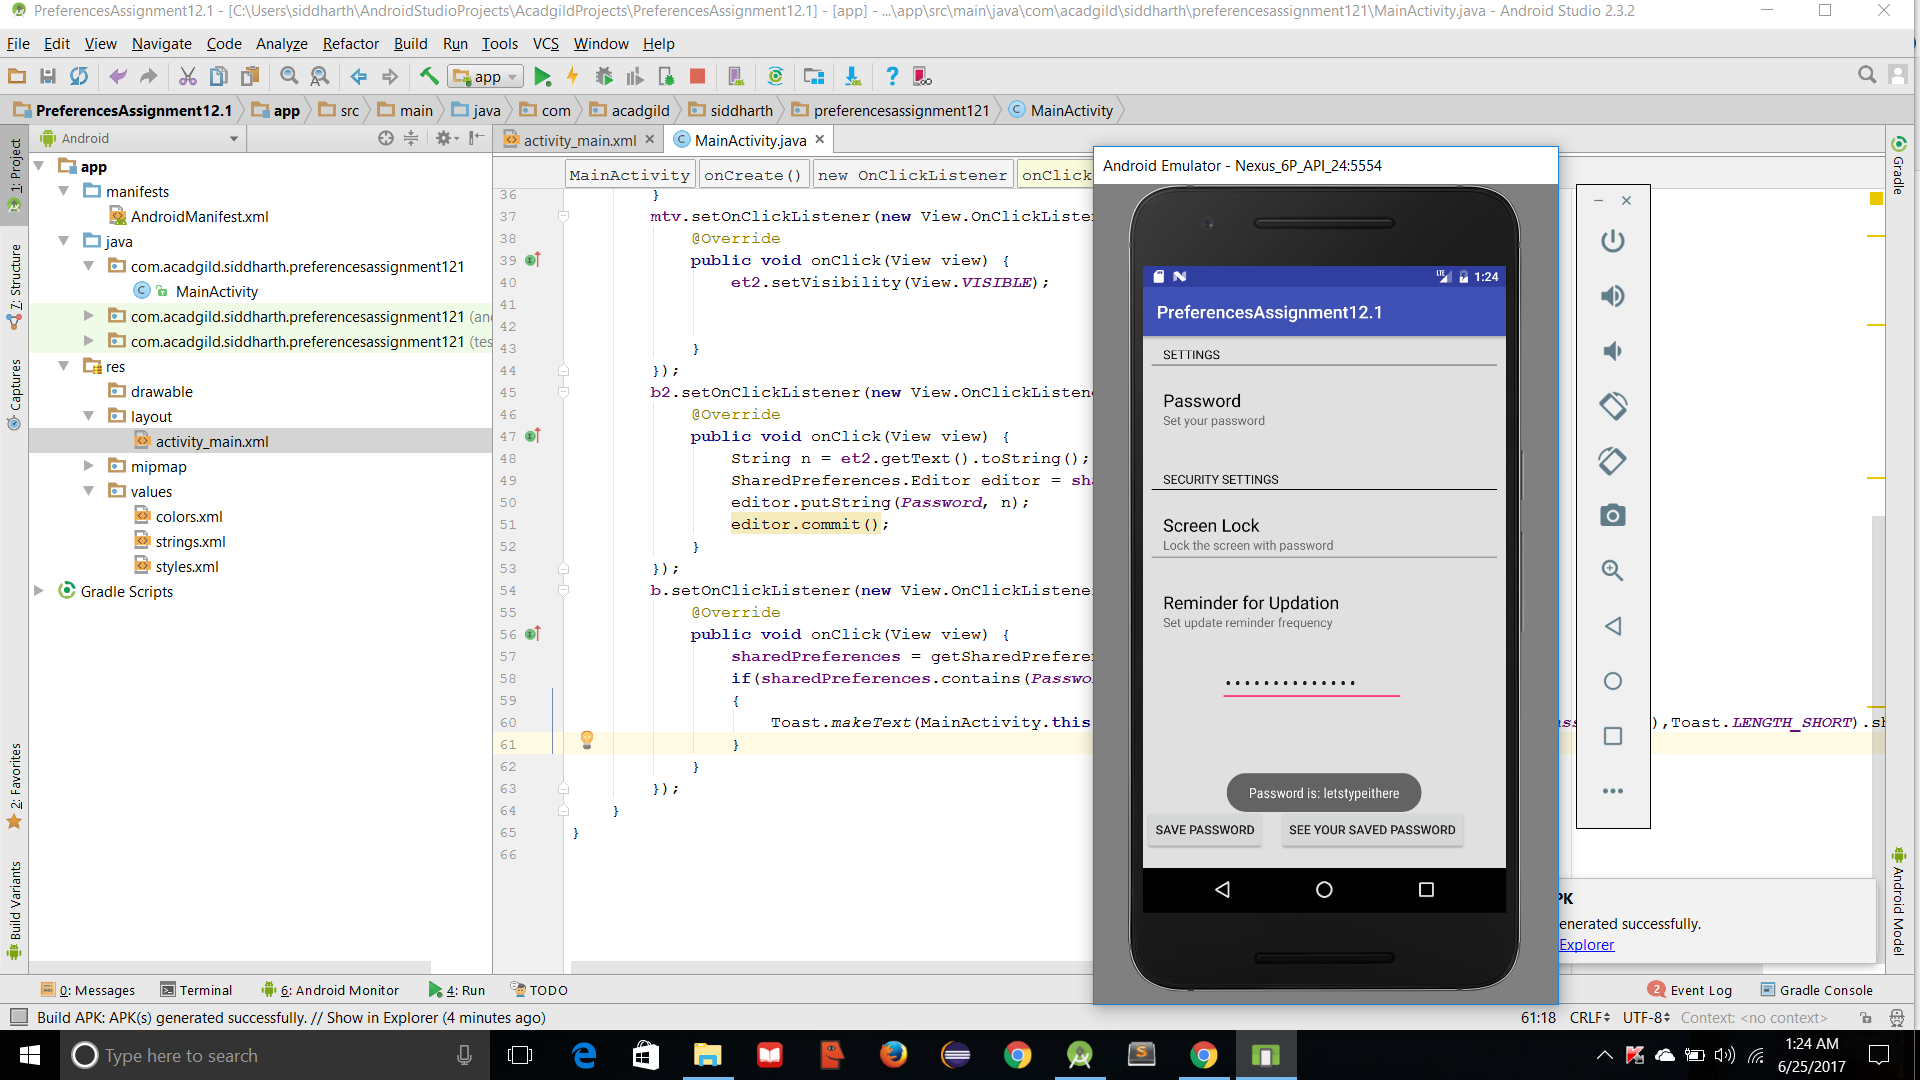 PreferencesAssignment12.1 - [C:\Users\siddharth\AndroidStudioProjects\AcadgildProjects\PreferencesAssignment12.1] - [app] - ...\app\src\main\java\com\acadgild\siddharth\preferencesassignment121\MainActivity.java - Android Studio 2.3.2
File Edit View Navigate Code Analyze Refactor Build Run Tools VCS Window Help
app
PreferencesAssignment12.1 app src main java com acadgild siddharth preferencesassignment121 MainActivity
Android
activity_main.xml MainActivity.java
MainActivity onCreate() new OnClickListener onClick
1: Project
7: Structure
Captures
2: Favorites
Build Variants
app
manifests
AndroidManifest.xml
java
com.acadgild.siddharth.preferencesassignment121
MainActivity
com.acadgild.siddharth.preferencesassignment121 (an
com.acadgild.siddharth.preferencesassignment121 (tes
res
drawable
layout
activity_main.xml
mipmap
values
colors.xml
strings.xml
styles.xml
Gradle Scripts
36 }
37 mtv.setOnClickListener(new View.OnClickListe
38 @Override
39 public void onClick(View view) {
40 et2.setVisibility(View.VISIBLE);
41
42
43 }
44 });
45 b2.setOnClickListener(new View.OnClickListene
46 @Override
47 public void onClick(View view) {
48 String n = et2.getText().toString();
49 SharedPreferences.Editor editor = sha
50 editor.putString(Password, n);
51 editor.commit();
52 }
53 });
54 b.setOnClickListener(new View.OnClickListener
55 @Override
56 public void onClick(View view) {
57 sharedPreferences = getSharedPrefere
58 if(sharedPreferences.contains(Passwo
59 {
60 Toast.makeText(MainActivity.this ),Toast.LENGTH_SHORT).sh
61 }
62 }
63 });
64 }
65 }
66
Android Emulator - Nexus_6P_API_24:5554
LTE 1:24
PreferencesAssignment12.1
SETTINGS
Password
Set your password
SECURITY SETTINGS
Screen Lock
Lock the screen with password
Reminder for Updation
Set update reminder frequency
Password is: letstypeithere
SAVE PASSWORD SEE YOUR SAVED PASSWORD
Gradle
Android Model
PK
enerated successfully.
Explorer
0: Messages Terminal 6: Android Monitor 4: Run TODO 2 Event Log Gradle Console
Build APK: APK(s) generated successfully. // Show in Explorer (4 minutes ago) 61:18 CRLF UTF-8 Context: <no context>
Type here to search
1:24 AM
6/25/2017